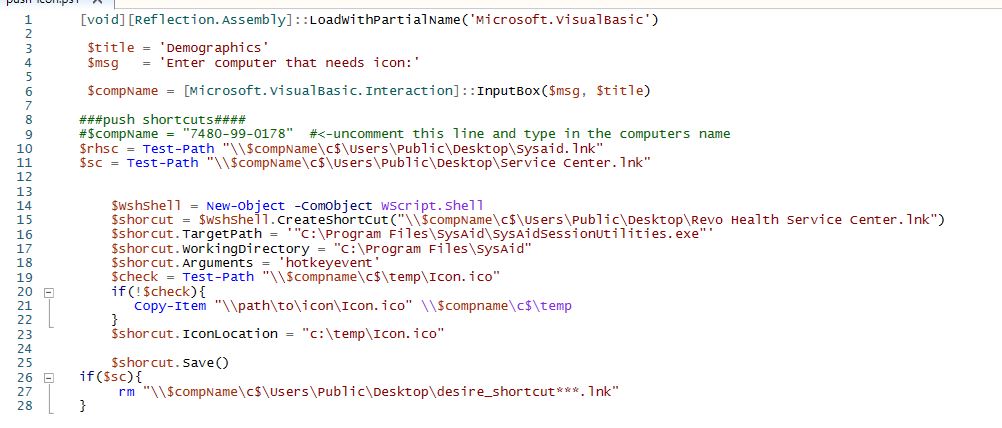 push-icon.ps1 X
1 [void][Reflection.Assembly]::LoadWithPartialName('Microsoft.VisualBasic')
2
3 $title = 'Demographics'
4 $msg   = 'Enter computer that needs icon:'
5
6 $compName = [Microsoft.VisualBasic.Interaction]::InputBox($msg, $title)
7
8 ###push shortcuts####
9 #$compName = "7480-99-0178"  #<-uncomment this line and type in the computers name
10 $rhsc = Test-Path "\\$compName\c$\Users\Public\Desktop\Sysaid.lnk"
11 $sc = Test-Path "\\$compName\c$\Users\Public\Desktop\Service Center.lnk"
12
13
14 $WshShell = New-Object -ComObject WScript.Shell
15 $shorcut = $WshShell.CreateShortCut("\\$compName\c$\Users\Public\Desktop\Revo Health Service Center.lnk")
16 $shorcut.TargetPath = '"C:\Program Files\SysAid\SysAidSessionUtilities.exe"'
17 $shorcut.WorkingDirectory = "C:\Program Files\SysAid"
18 $shorcut.Arguments = 'hotkeyevent'
19 $check = Test-Path "\\$compname\c$\temp\Icon.ico"
20 if(!$check){
21 Copy-Item "\\path\to\icon\Icon.ico" \\$compname\c$\temp
22 }
23 $shorcut.IconLocation = "c:\temp\Icon.ico"
24
25 $shorcut.Save()
26 if($sc){
27 rm "\\$compName\c$\Users\Public\Desktop\desire_shortcut***.lnk"
28 }